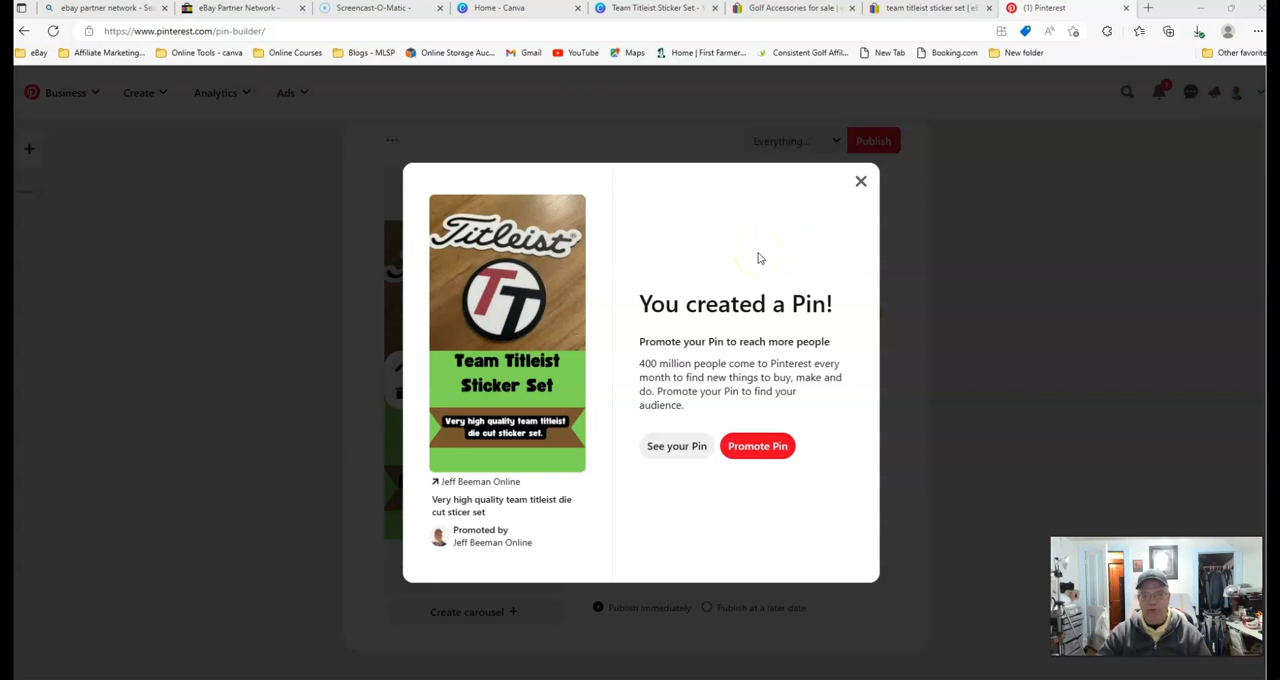 ebay partner network - Sea
eBay Partner Network -
Screencast-O-Matic -
Home - Canva
Team Titleist Sticker Set -
Golf Accessories for sale | e
team titleist sticker set | eB
(1) Pinterest
https://www.pinterest.com/pin-builder/
eBay
Affiliate Marketing...
Online Tools - canva
Online Courses
Blogs - MLSP
Online Storage Auc...
Gmail
YouTube
Maps
Home | First Farmer...
Consistent Golf Affil...
New Tab
Booking.com
New folder
Other favorite
Business
Create
Analytics
Ads
1
Everything...
Publish
Titleist
TT
Team Titleist
Sticker Set
Very high quality team titleist
die cut sticker set.
Jeff Beeman Online
Very high quality team titleist die
cut sticer set
Promoted by
Jeff Beeman Online
You created a Pin!
Promote your Pin to reach more people
400 million people come to Pinterest every
month to find new things to buy, make and
do. Promote your Pin to find your
audience.
See your Pin
Promote Pin
Create carousel +
Publish immediately
Publish at a later date